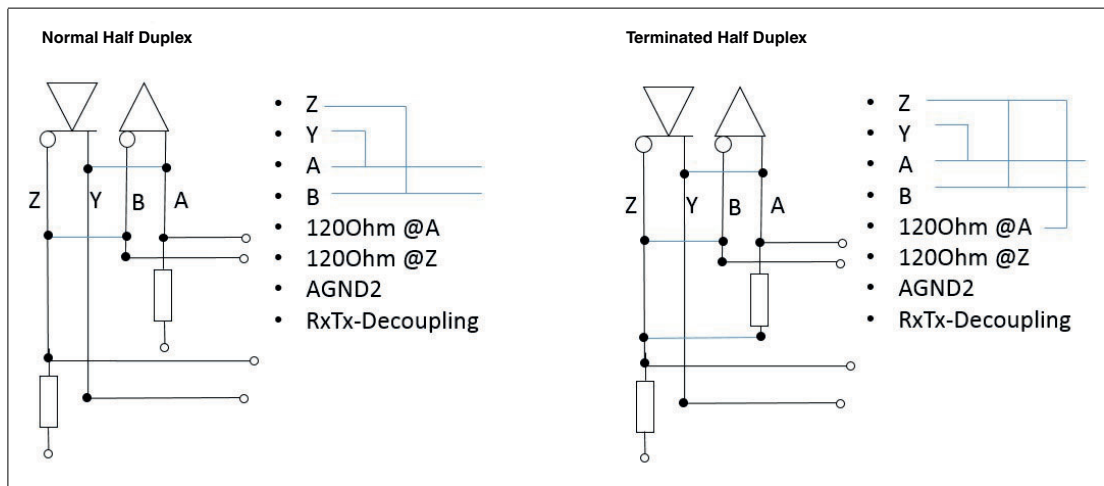 Normal Half Duplex
Z Y B A
• Z
• Y
• A
• B
• 120Ohm @A
• 120Ohm @Z
• AGND2
• RxTx-Decoupling
Terminated Half Duplex
Z Y B A
• Z
• Y
• A
• B
• 120Ohm @A
• 120Ohm @Z
• AGND2
• RxTx-Decoupling